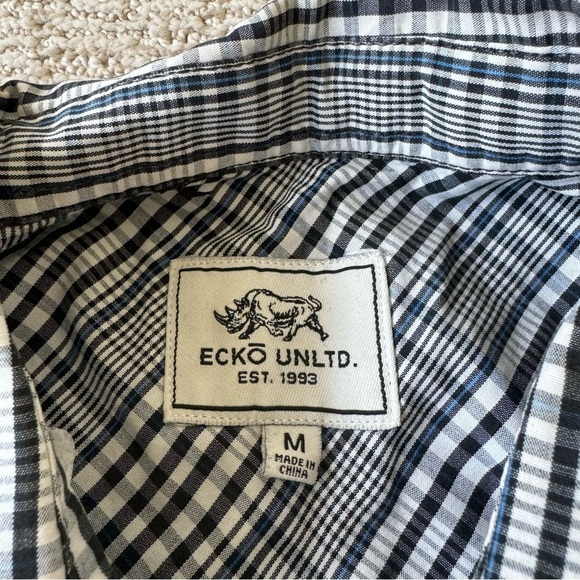 ECKŌ UNLTD.
EST. 1993
M
MADE IN
CHINA